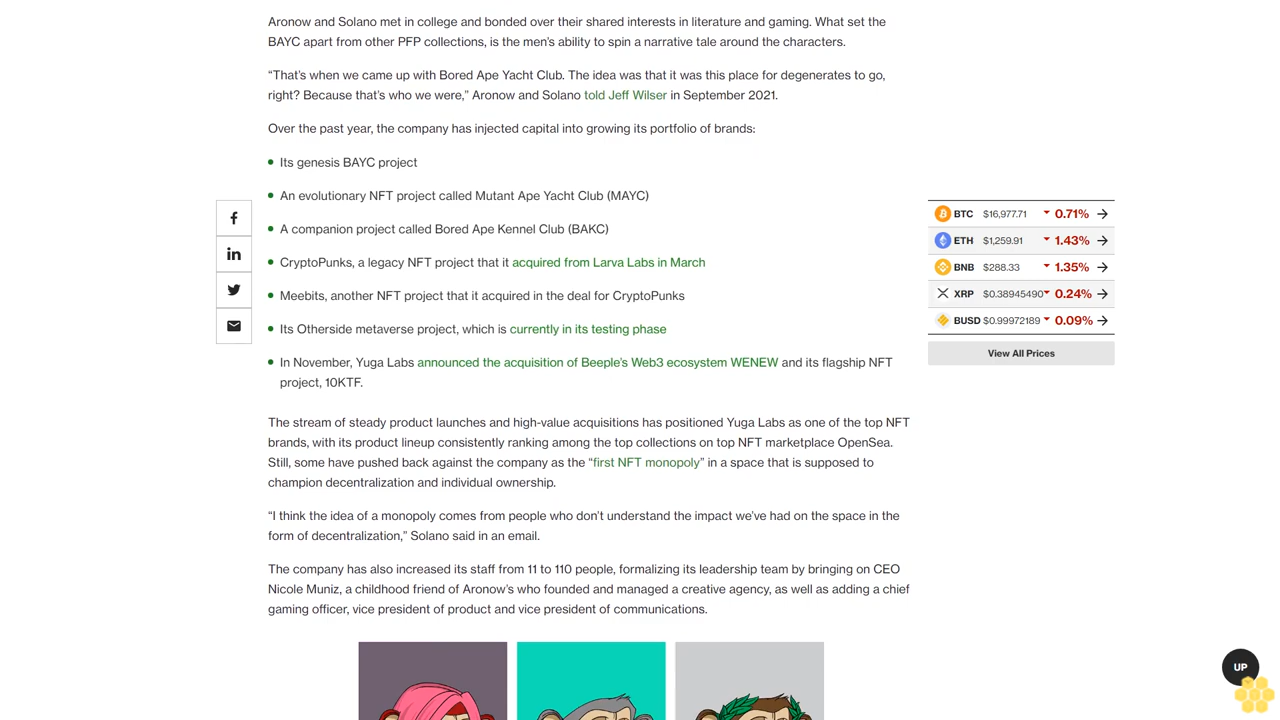 Aronow and Solano met in college and bonded over their shared interests in literature and gaming. What set the
BAYC apart from other PFP collections, is the men’s ability to spin a narrative tale around the characters.
“That’s when we came up with Bored Ape Yacht Club. The idea was that it was this place for degenerates to go,
right? Because that’s who we were,” Aronow and Solano told Jeff Wilser in September 2021.
Over the past year, the company has injected capital into growing its portfolio of brands:
Its genesis BAYC project
An evolutionary NFT project called Mutant Ape Yacht Club (MAYC)
A companion project called Bored Ape Kennel Club (BAKC)
CryptoPunks, a legacy NFT project that it acquired from Larva Labs in March
Meebits, another NFT project that it acquired in the deal for CryptoPunks
Its Otherside metaverse project, which is currently in its testing phase
In November, Yuga Labs announced the acquisition of Beeple’s Web3 ecosystem WENEW and its flagship NFT
project, 10KTF.
The stream of steady product launches and high-value acquisitions has positioned Yuga Labs as one of the top NFT
brands, with its product lineup consistently ranking among the top collections on top NFT marketplace OpenSea.
Still, some have pushed back against the company as the “first NFT monopoly” in a space that is supposed to
champion decentralization and individual ownership.
“I think the idea of a monopoly comes from people who don’t understand the impact we’ve had on the space in the
form of decentralization,” Solano said in an email.
The company has also increased its staff from 11 to 110 people, formalizing its leadership team by bringing on CEO
Nicole Muniz, a childhood friend of Aronow’s who founded and managed a creative agency, as well as adding a chief
gaming officer, vice president of product and vice president of communications.
BTC $16,977.71 0.71%
ETH $1,259.91 1.43%
BNB $288.33 1.35%
XRP $0.38945490 0.24%
BUSD $0.99972189 0.09%
View All Prices
UP